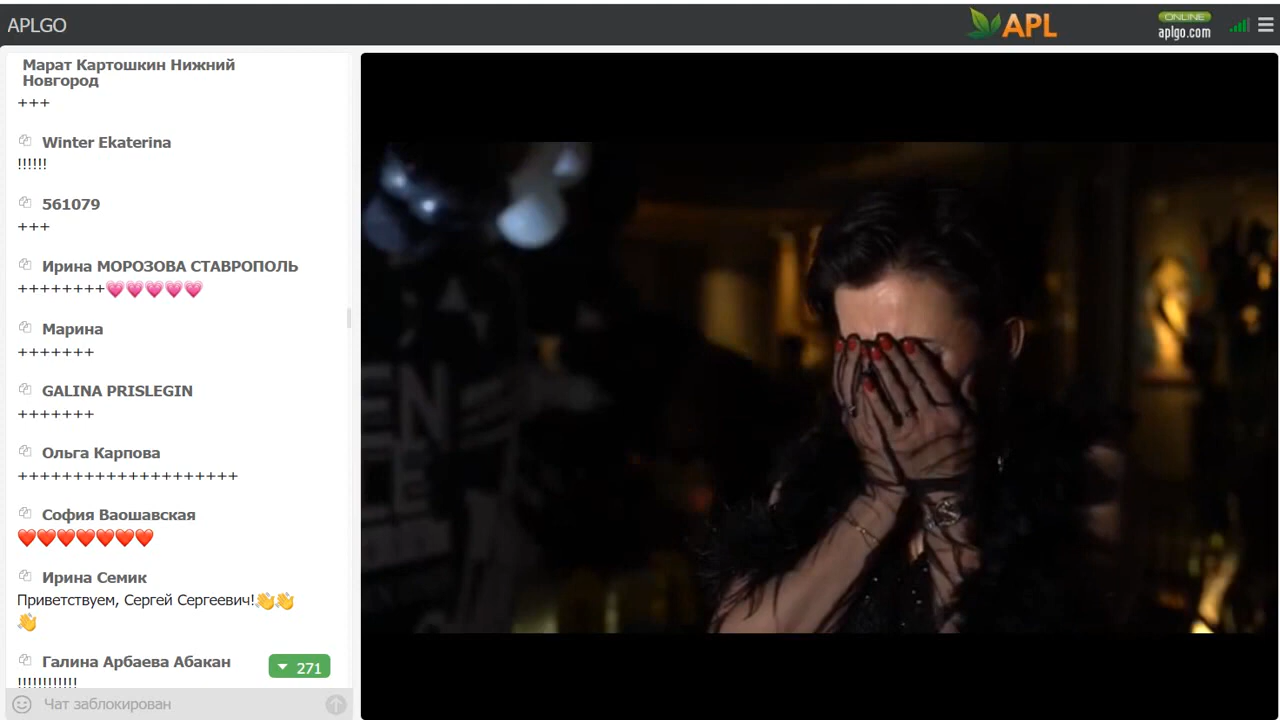 APLGO
APL
ONLINE
aplgo.com
Марат Картошкин Нижний
Новгород
+++
Winter Ekaterina
!!!!!!
561079
+++
Ирина МОРОЗОВА СТАВРОПОЛЬ
++++++++💗💗💗💗💗
Марина
+++++++
GALINA PRISLEGIN
+++++++
Ольга Карпова
++++++++++++++++++++
София Ваошавская
❤️❤️❤️❤️❤️❤️❤️
Ирина Семик
Приветствуем, Сергей Сергеевич!👋👋
👋
Галина Арбаева Абакан
271
!!!!!!!!!!!!
Чат заблокирован